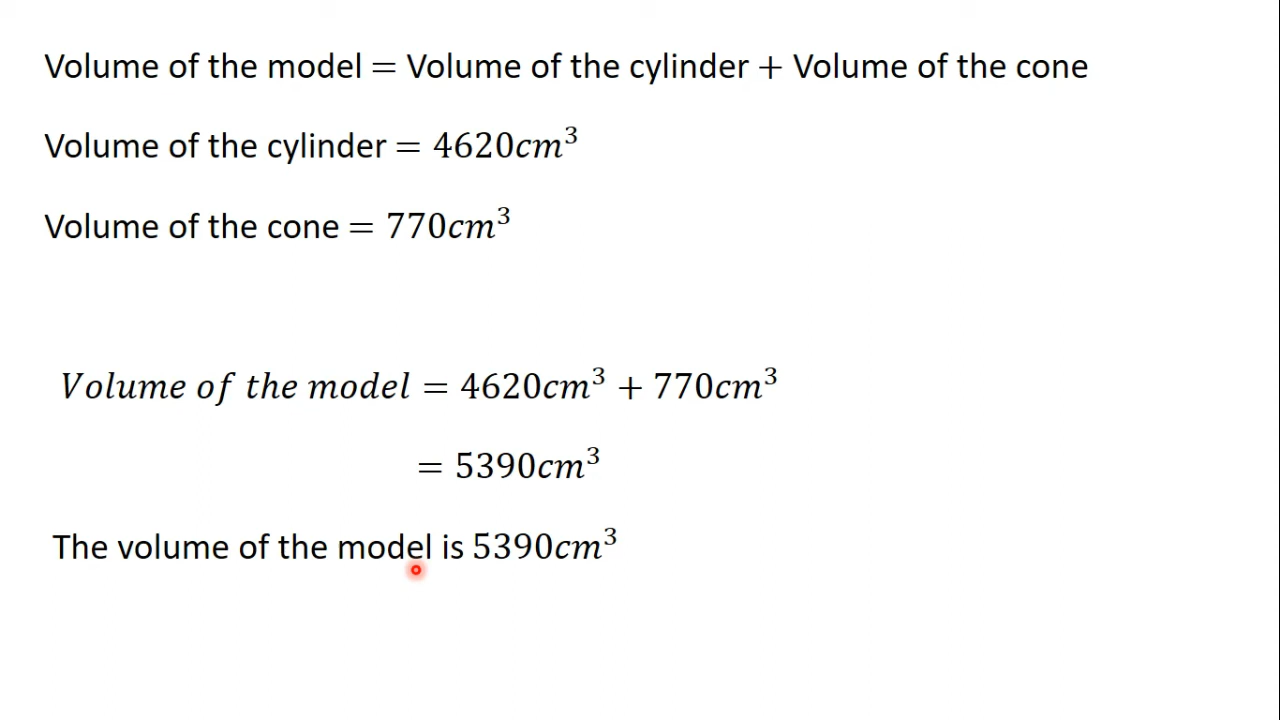 Volume of the model = Volume of the cylinder + Volume of the cone
Volume of the cylinder = 4620cm³
Volume of the cone = 770cm³
Volume of the model = 4620cm³ + 770cm³
= 5390cm³
The volume of the model is 5390cm³